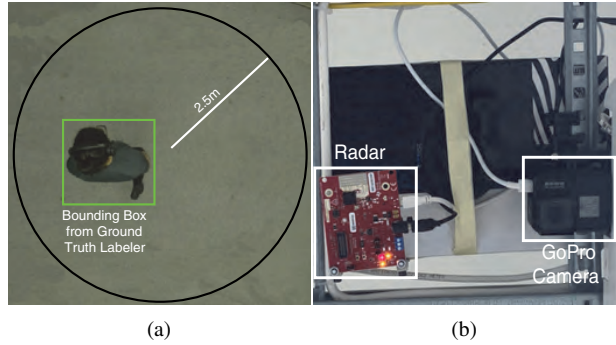 2.5m
Bounding Box
from Ground
Truth Labeler
Radar
GoPro
Camera
(a)
(b)